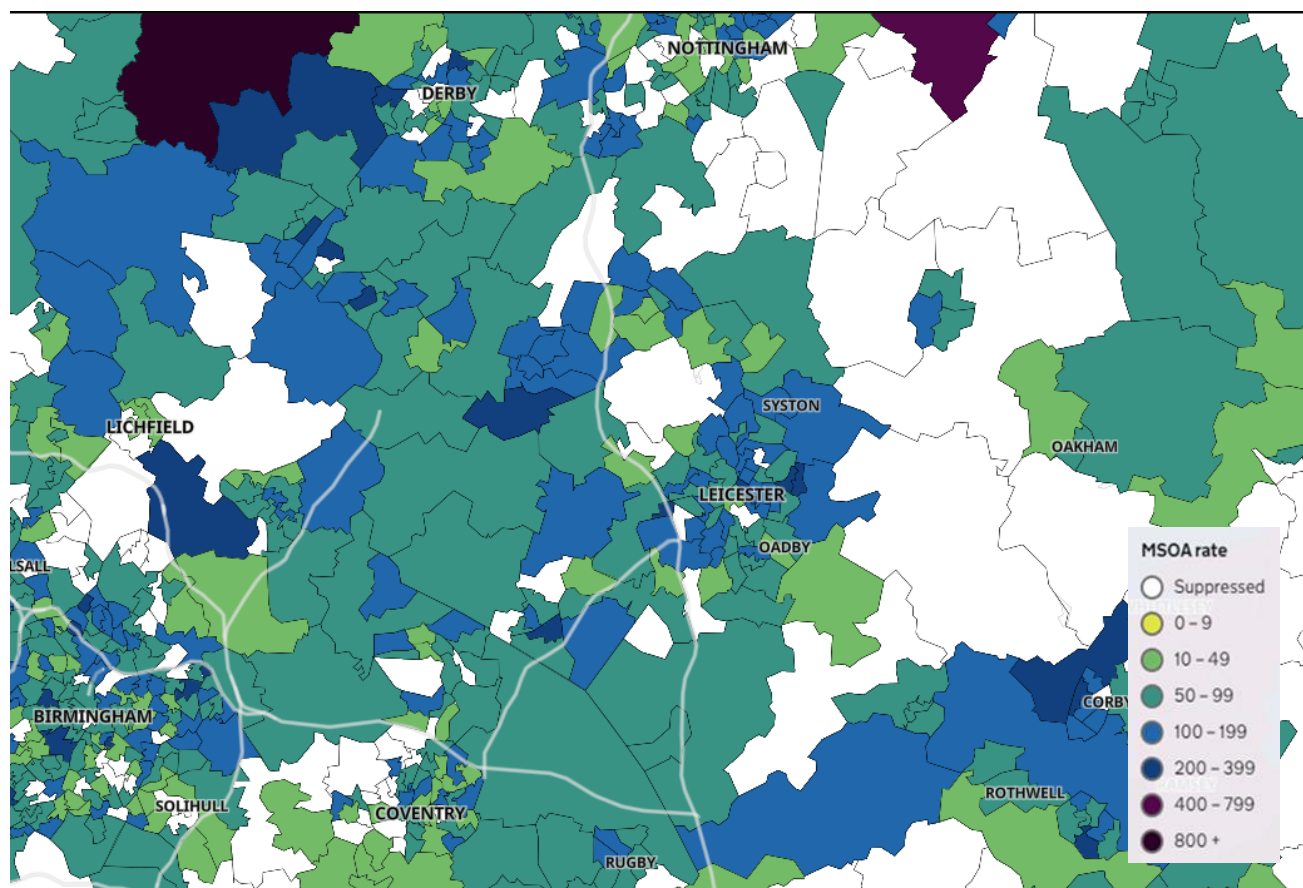 NOTTINGHAM
DERBY
SYSTON
LICHFIELD
OAKHAM
LEICESTER
OADBY
LSALL
MSOA rate
Suppressed
0 – 9
10 – 49
50 – 99
100 – 199
200 – 399
400 – 799
800 +
CORBY
BIRMINGHAM
ROTHWELL
SOLIHULL
COVENTRY
RUGBY